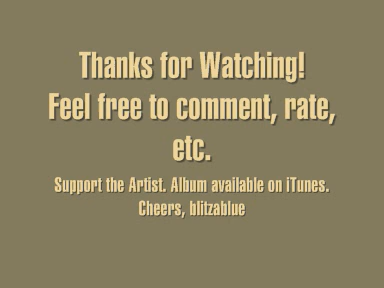 Thanks for Watching!
Feel free to comment, rate,
etc.
Support the Artist. Album available on iTunes.
Cheers, blitzablue